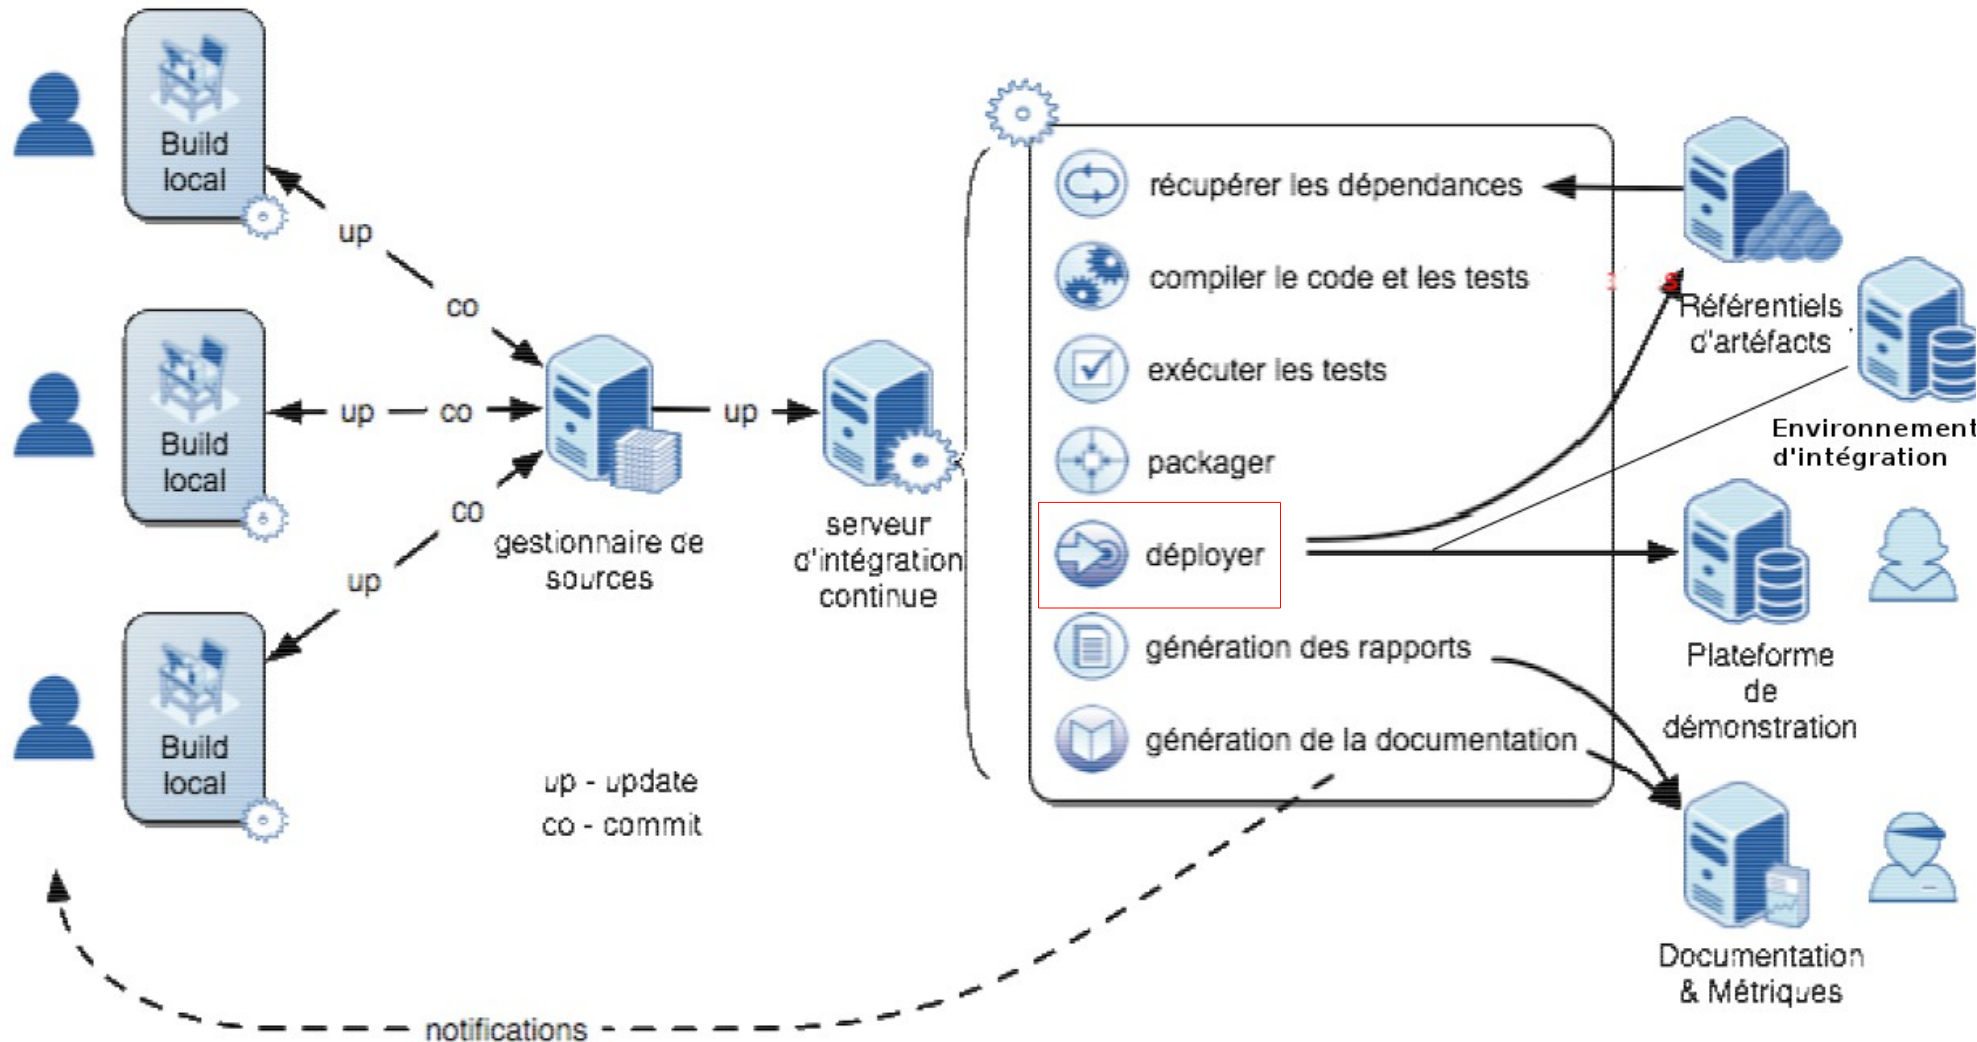 Build
local
up
co
Build
local
up
co
up
gestionnaire de
sources
serveur
d'intégration
continue
co
up
Build
local
up - update
co - commit
récupérer les dépendances
compiler le code et les tests
exécuter les tests
packager
déployer
génération des rapports
génération de la documentation
Référentiels
d'artéfacts
Environnement
d'intégration
Plateforme
de
démonstration
Documentation
& Métriques
notifications